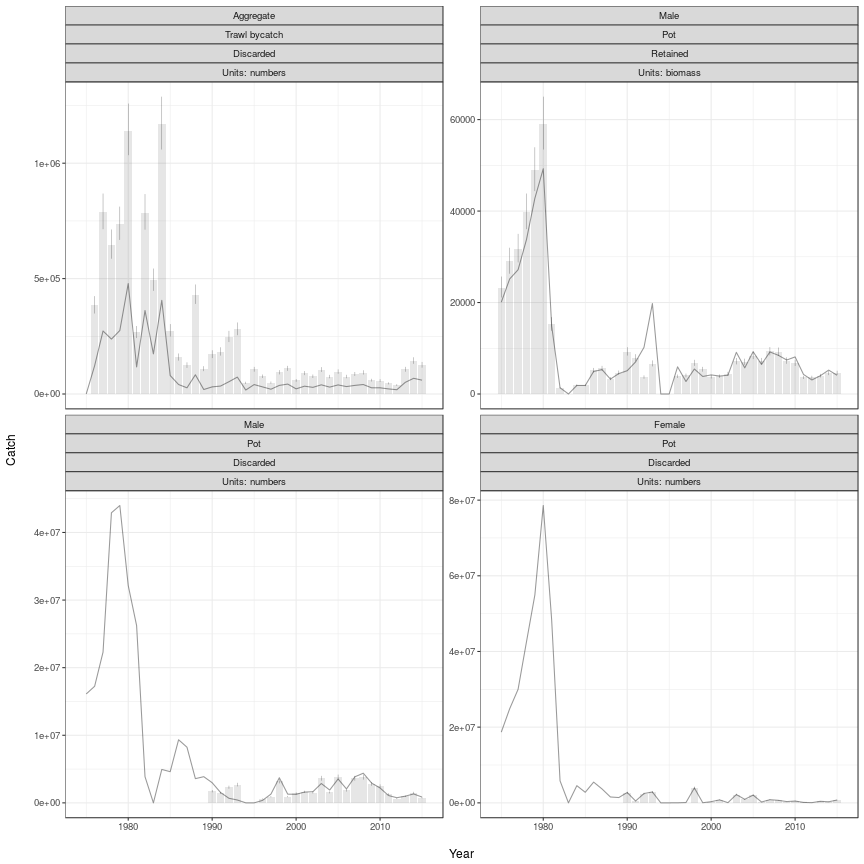 Aggregate
Trawl bycatch
Discarded
Units: numbers
1e+06
5e+05
0e+00
Male
Pot
Retained
Units: biomass
60000
40000
20000
0
Male
Pot
Discarded
Units: numbers
4e+07
3e+07
2e+07
1e+07
0e+00
1980 1990 2000 2010
Female
Pot
Discarded
Units: numbers
8e+07
6e+07
4e+07
2e+07
0e+00
1980 1990 2000 2010
Catch
Year